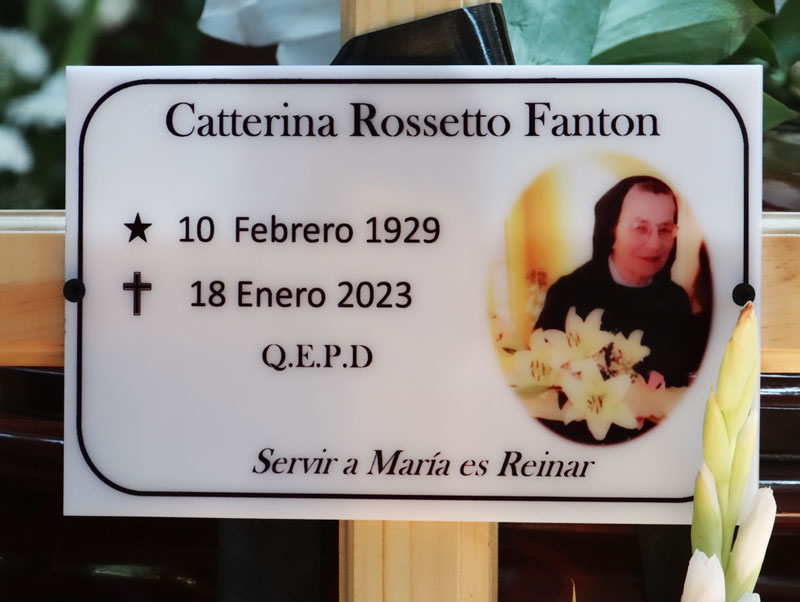 Catterina Rossetto Fanton
★ 10 Febrero 1929
✝ 18 Enero 2023
Q.E.P.D
Servir a María es Reinar